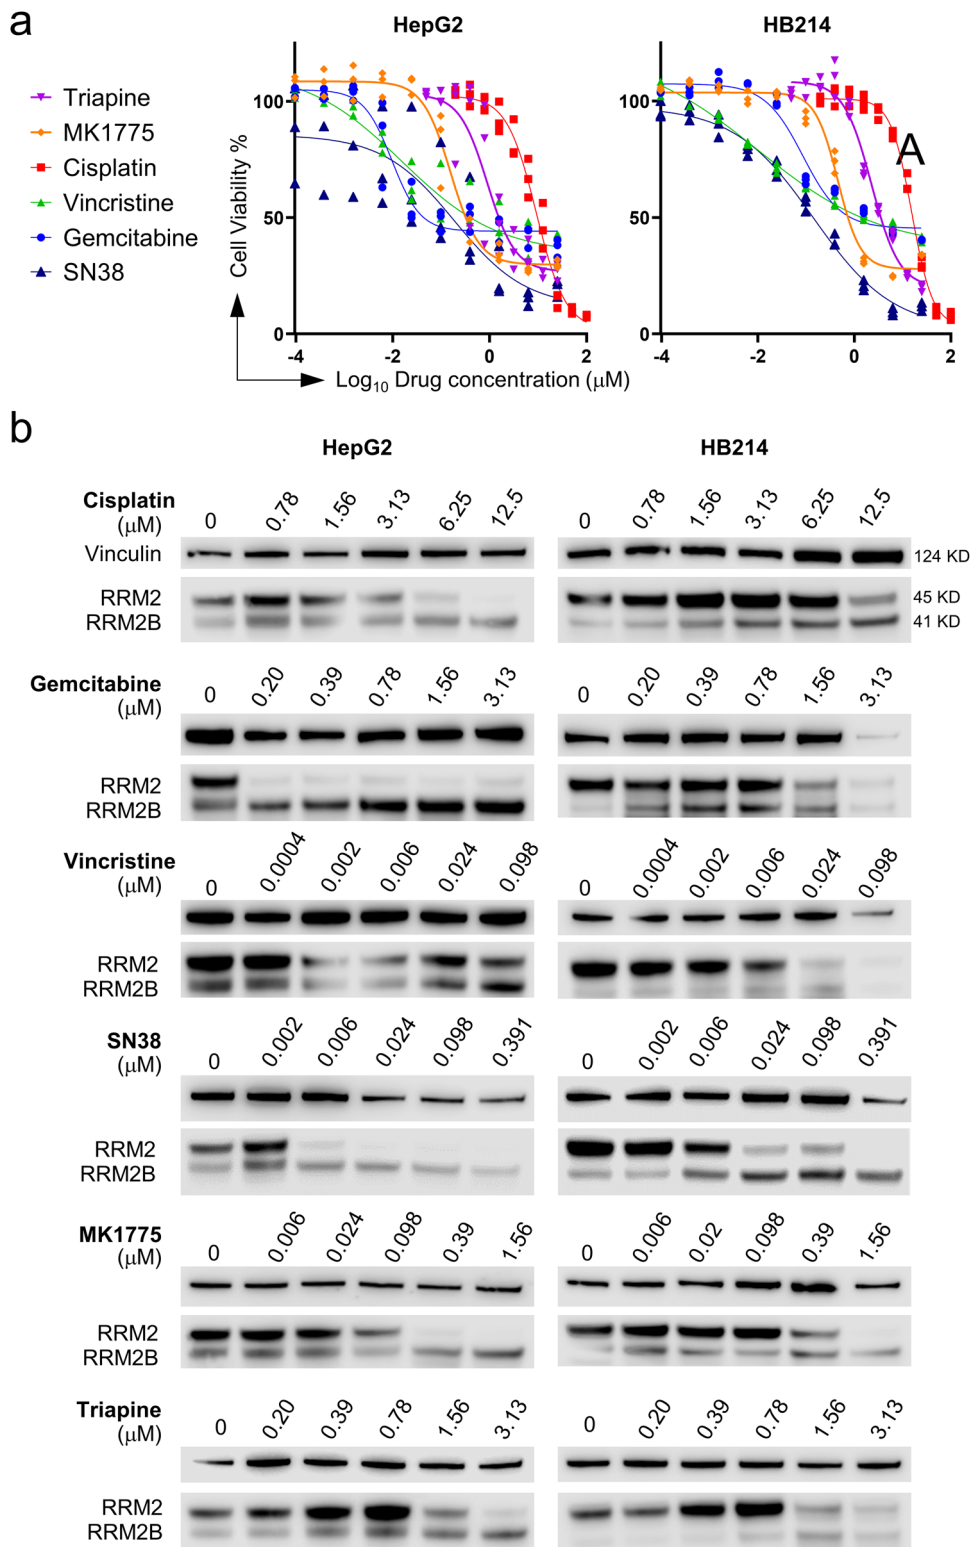 a
HepG2
HB214
Triapine
MK1775
Cisplatin
Vincristine
Gemcitabine
SN38
Cell Viability %
100
50
0
-4
-2
0
2
100
50
0
-4
-2
0
2
A
Log10 Drug concentration (μM)
b
HepG2
HB214
Cisplatin
(μM)
0 0.78 1.56 3.13 6.25 12.5
0 0.78 1.56 3.13 6.25 12.5
Vinculin
124 KD
RRM2
45 KD
RRM2B
41 KD
Gemcitabine
(μM)
0 0.20 0.39 0.78 1.56 3.13
0 0.20 0.39 0.78 1.56 3.13
RRM2
RRM2B
Vincristine
(μM)
0 0.0004 0.002 0.006 0.024 0.098
0 0.0004 0.002 0.006 0.024 0.098
RRM2
RRM2B
SN38
(μM)
0 0.002 0.006 0.024 0.098 0.391
0 0.002 0.006 0.024 0.098 0.391
RRM2
RRM2B
MK1775
(μM)
0 0.006 0.024 0.098 0.39 1.56
0 0.006 0.02 0.098 0.39 1.56
RRM2
RRM2B
Triapine
(μM)
0 0.20 0.39 0.78 1.56 3.13
0 0.20 0.39 0.78 1.56 3.13
RRM2
RRM2B